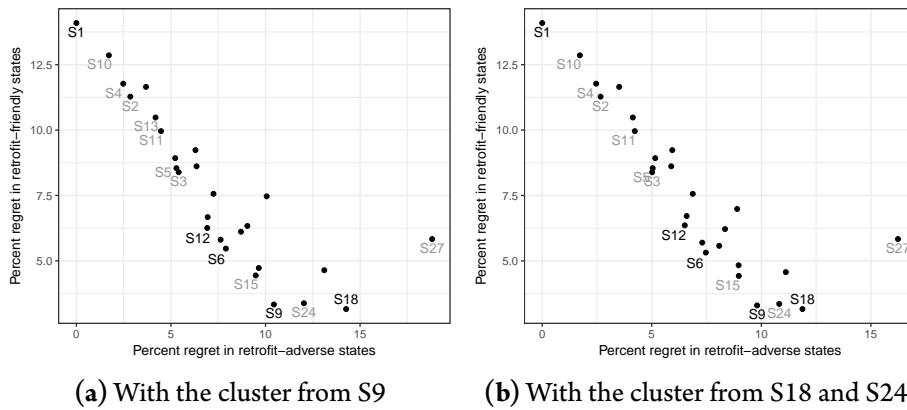 S1
S10
S4
S2
S13
S11
S5
S3
S12
S6
S15
S27
S9
S24
S18
12.5
10.0
7.5
5.0
0
5
10
15
Percent regret in retrofit−friendly states
Percent regret in retrofit−adverse states
(a) With the cluster from S9
S1
S10
S4
S2
S11
S5
S3
S12
S6
S15
S27
S9
S24
S18
12.5
10.0
7.5
5.0
0
5
10
15
Percent regret in retrofit−friendly states
Percent regret in retrofit−adverse states
(b) With the cluster from S18 and S24